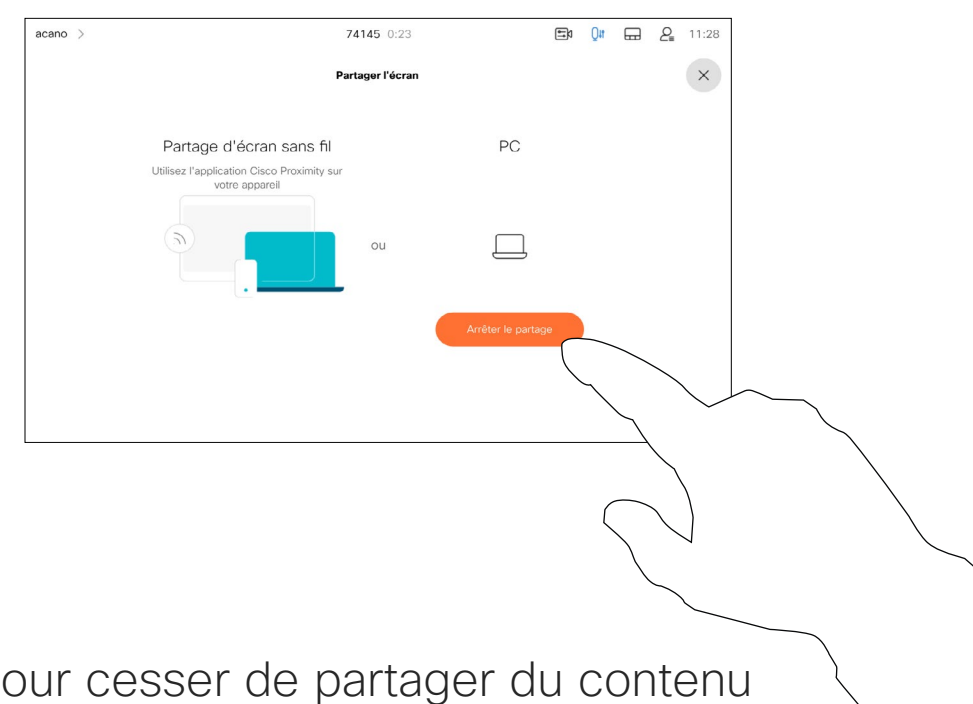 acano >
74145 0:23
11:28
Partager l'écran
Partage d'écran sans fil
Utilisez l'application Cisco Proximity sur
votre appareil
ou
PC
Arrêter le partage
our cesser de partager du contenu